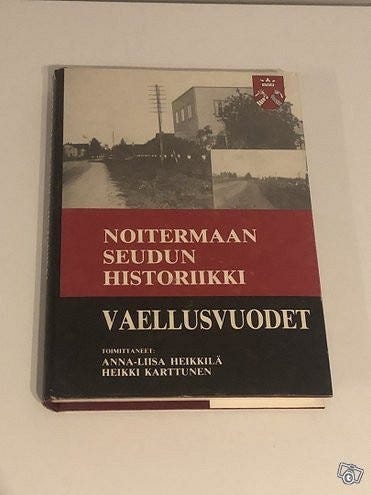 NOITERMAAN
SEUDUN
HISTORIIKKI
VAELLUSVUODET
TOIMITTANEET:
ANNA-LIISA HEIKKILÄ
HEIKKI KARTTUNEN